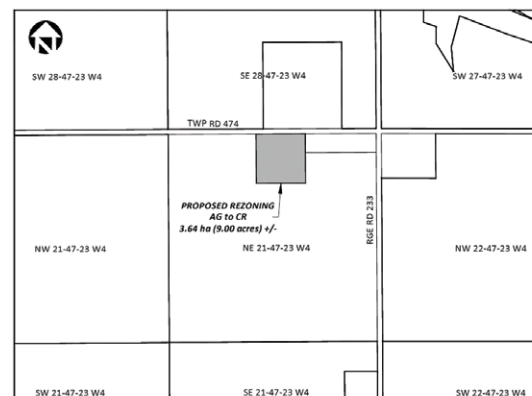 N
SW 28-47-23 W4
SE 28-47-23 W4
SW 27-47-23 W4
TWP RD 474
PROPOSED REZONING
AG to CR
3.64 ha (9.00 acres) +/-
RGE RD 233
NW 21-47-23 W4
NE 21-47-23 W4
NW 22-47-23 W4
SW 21-47-23 W4
SE 21-47-23 W4
SW 22-47-23 W4